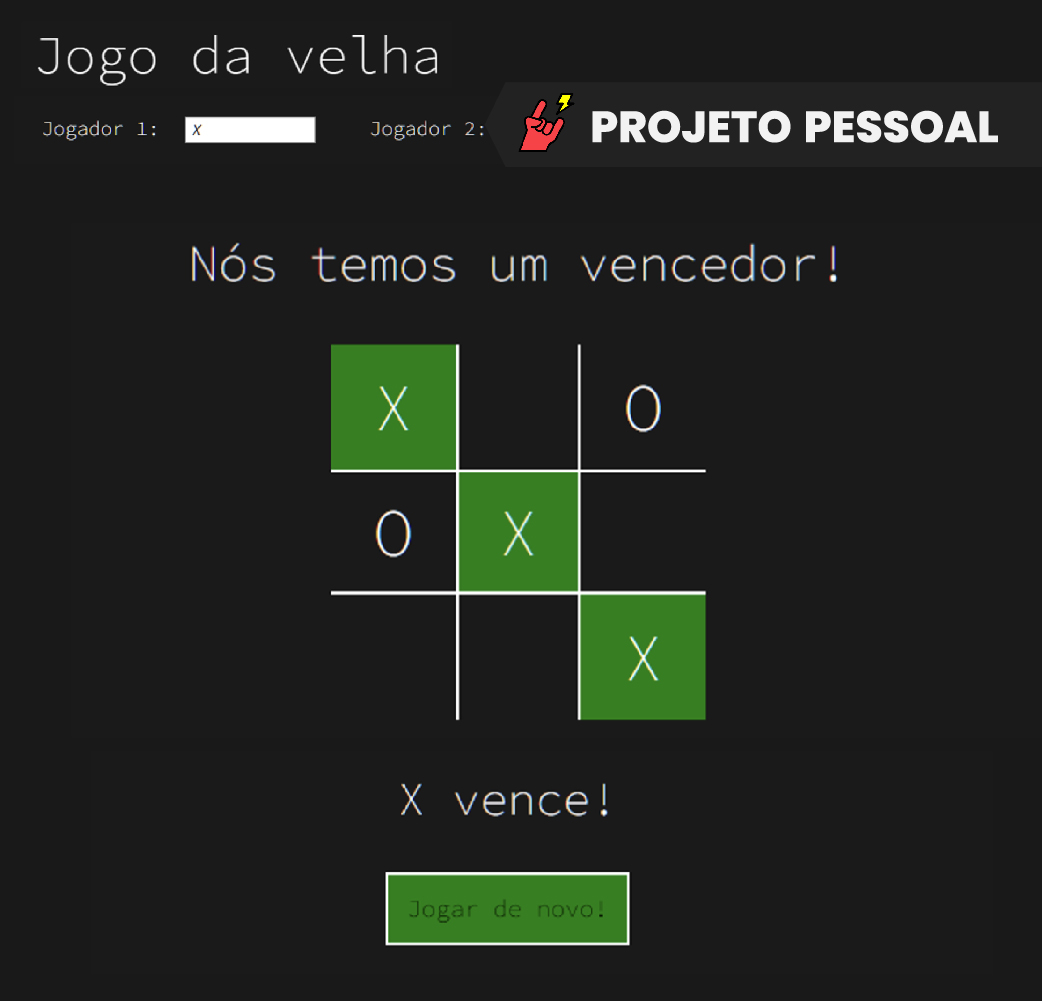 Jogo da velha
Jogador 1: X Jogador 2:
PROJETO PESSOAL
Nós temos um vencedor!
X O
O X
X
X vence!
Jogar de novo!